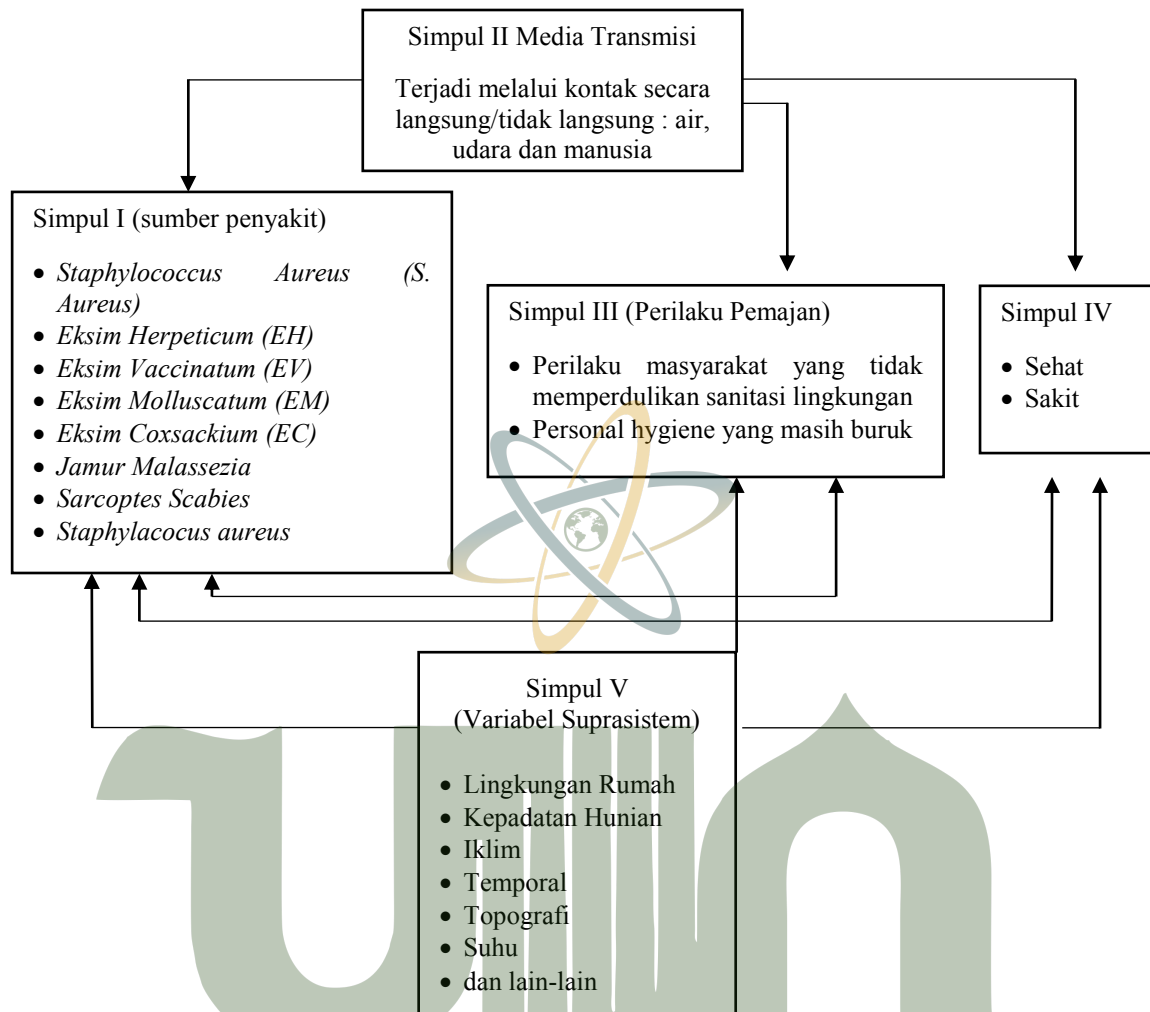 Simpul II Media Transmisi
Terjadi melalui kontak secara
langsung/tidak langsung : air,
udara dan manusia
Simpul I (sumber penyakit)
• Staphylococcus Aureus (S.
Aureus)
• Eksim Herpeticum (EH)
• Eksim Vaccinatum (EV)
• Eksim Molluscatum (EM)
• Eksim Coxsackium (EC)
• Jamur Malassezia
• Sarcoptes Scabies
• Staphylacocus aureus
Simpul III (Perilaku Pemajan)
• Perilaku masyarakat yang tidak
memperdulikan sanitasi lingkungan
• Personal hygiene yang masih buruk
Simpul IV
• Sehat
• Sakit
Simpul V
(Variabel Suprasistem)
• Lingkungan Rumah
• Kepadatan Hunian
• Iklim
• Temporal
• Topografi
• Suhu
• dan lain-lain